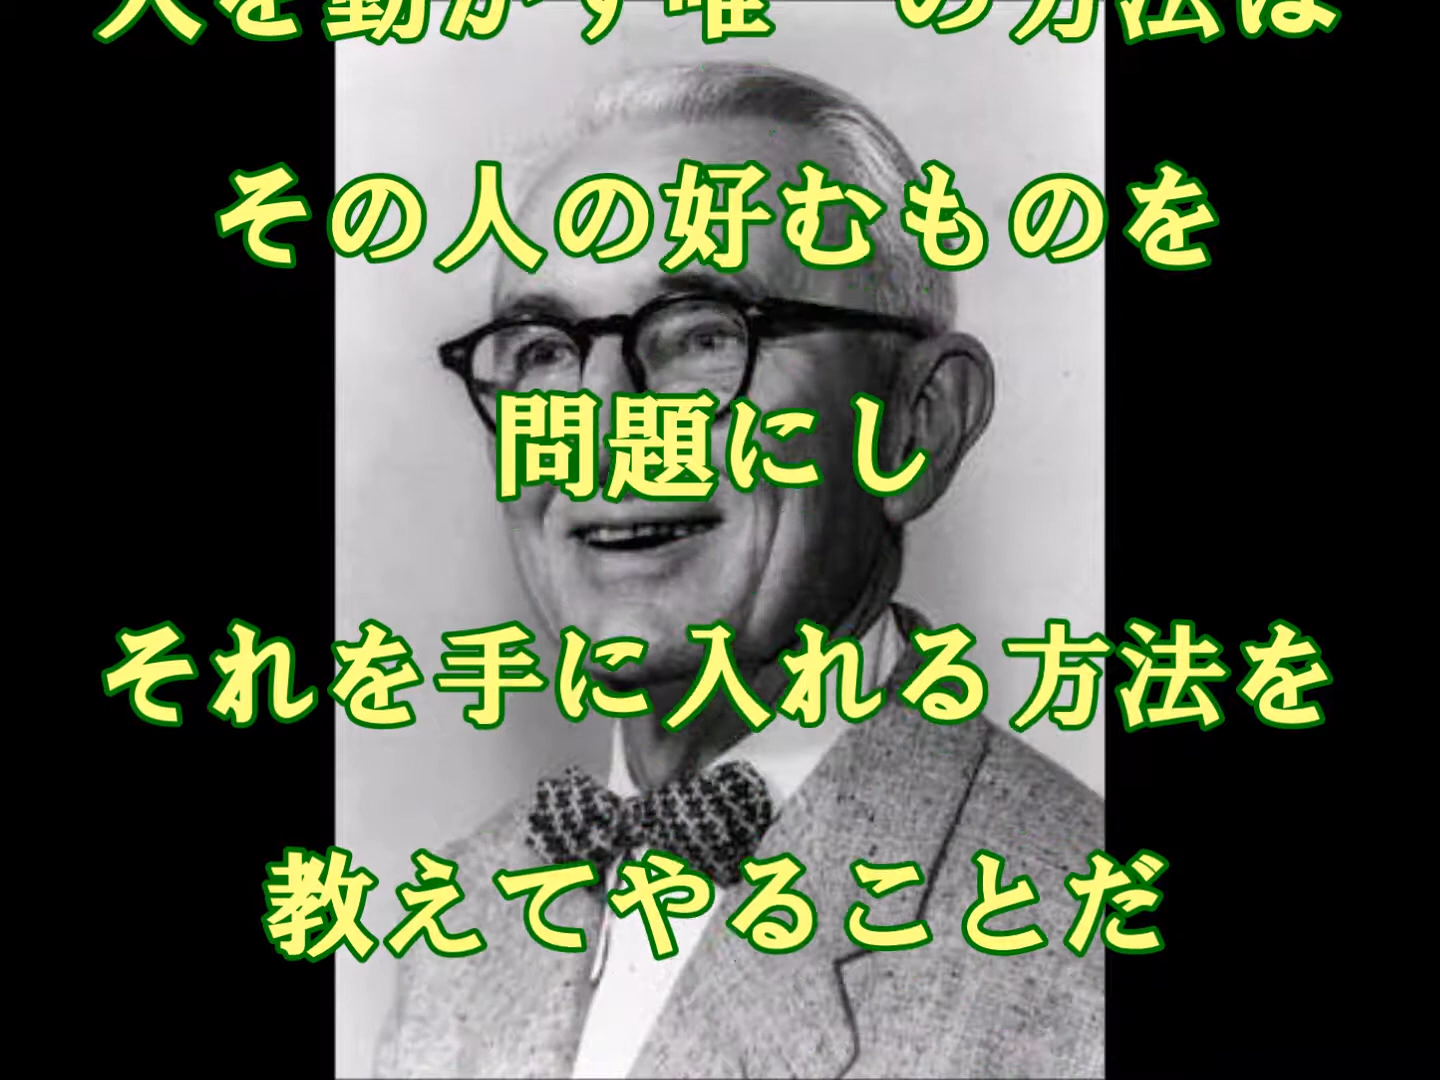 人を動かす唯一の方法は
その人の好むものを
問題にし
それを手に入れる方法を
教えてやることだ